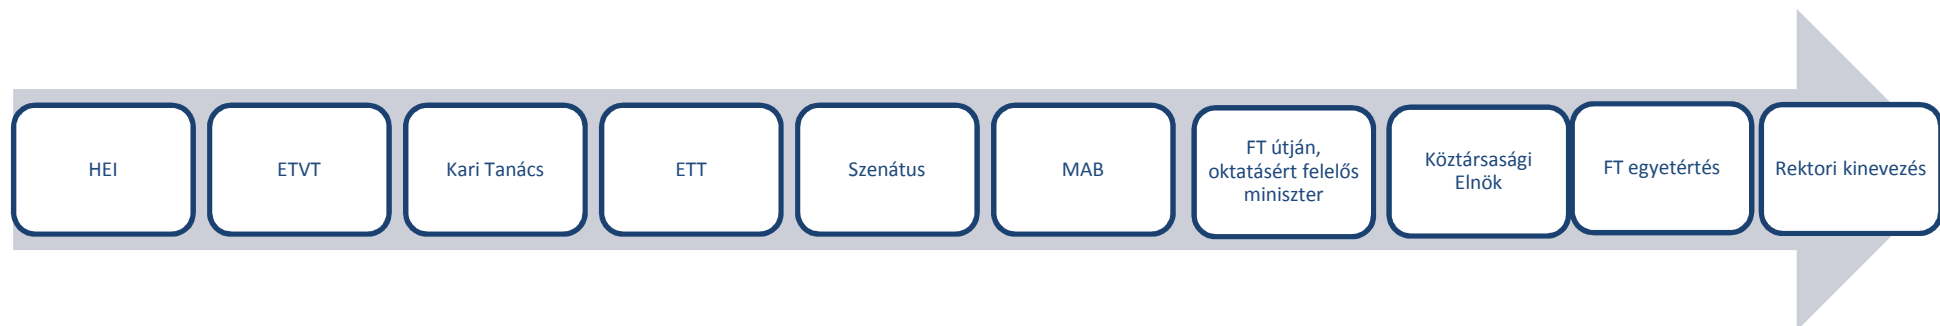 HEI
ETVT
Kari Tanács
ETT
Szenátus
MAB
FT útján,
oktatásért felelős
miniszter
Köztársasági
Elnök
FT egyetértés
Rektori kinevezés